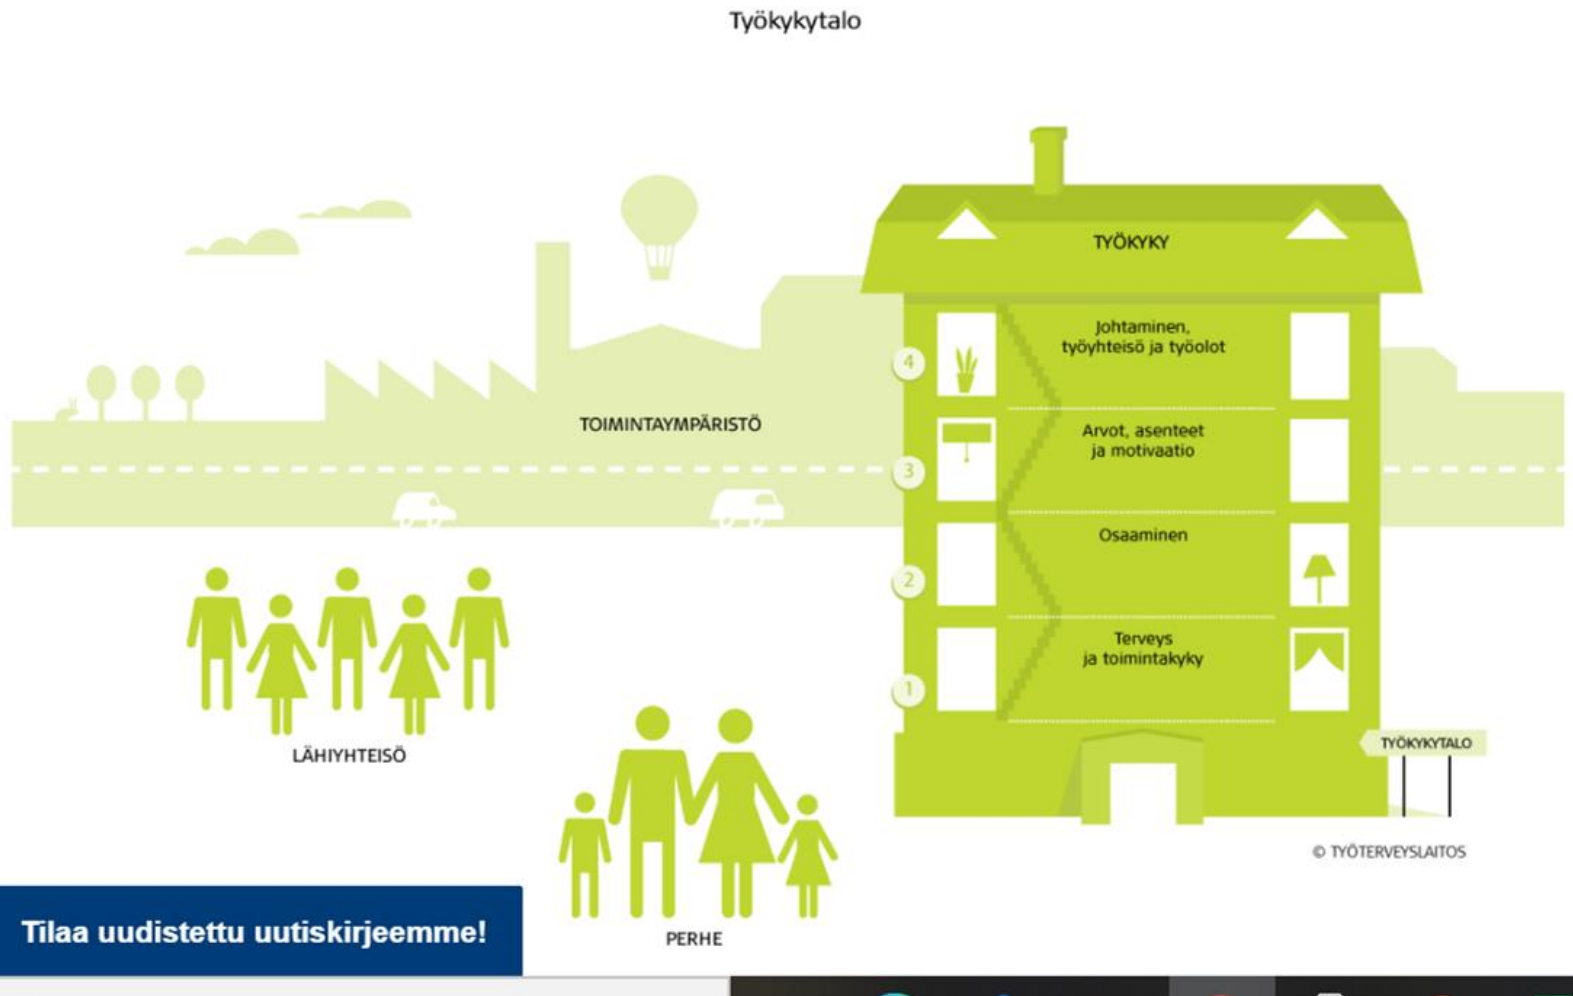 Työkykytalo
TYÖKYKY
Johtaminen,
työyhteisö ja työolot
4
TOIMINTAYMPÄRISTÖ
Arvot, asenteet
ja motivaatio
3
Osaaminen
2
Terveys
ja toimintakyky
1
LÄHIYHTEISÖ
TYÖKYKYTALO
© TYÖTERVEYSLAITOS
Tilaa uudistettu uutiskirjeemme!
PERHE